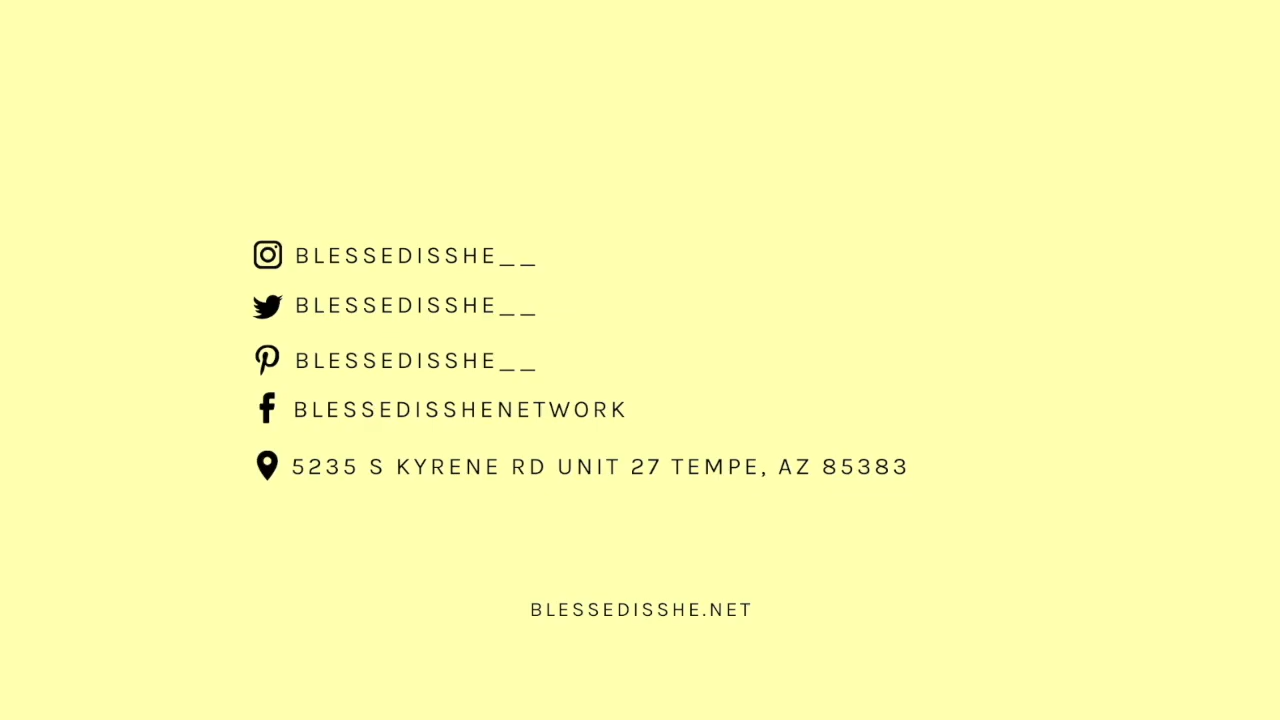 BLESSEDISSHE__
BLESSEDISSHE__
BLESSEDISSHE__
BLESSEDISSHENETWORK
5235 S KYRENE RD UNIT 27 TEMPE, AZ 85383
BLESSEDISSHE.NET